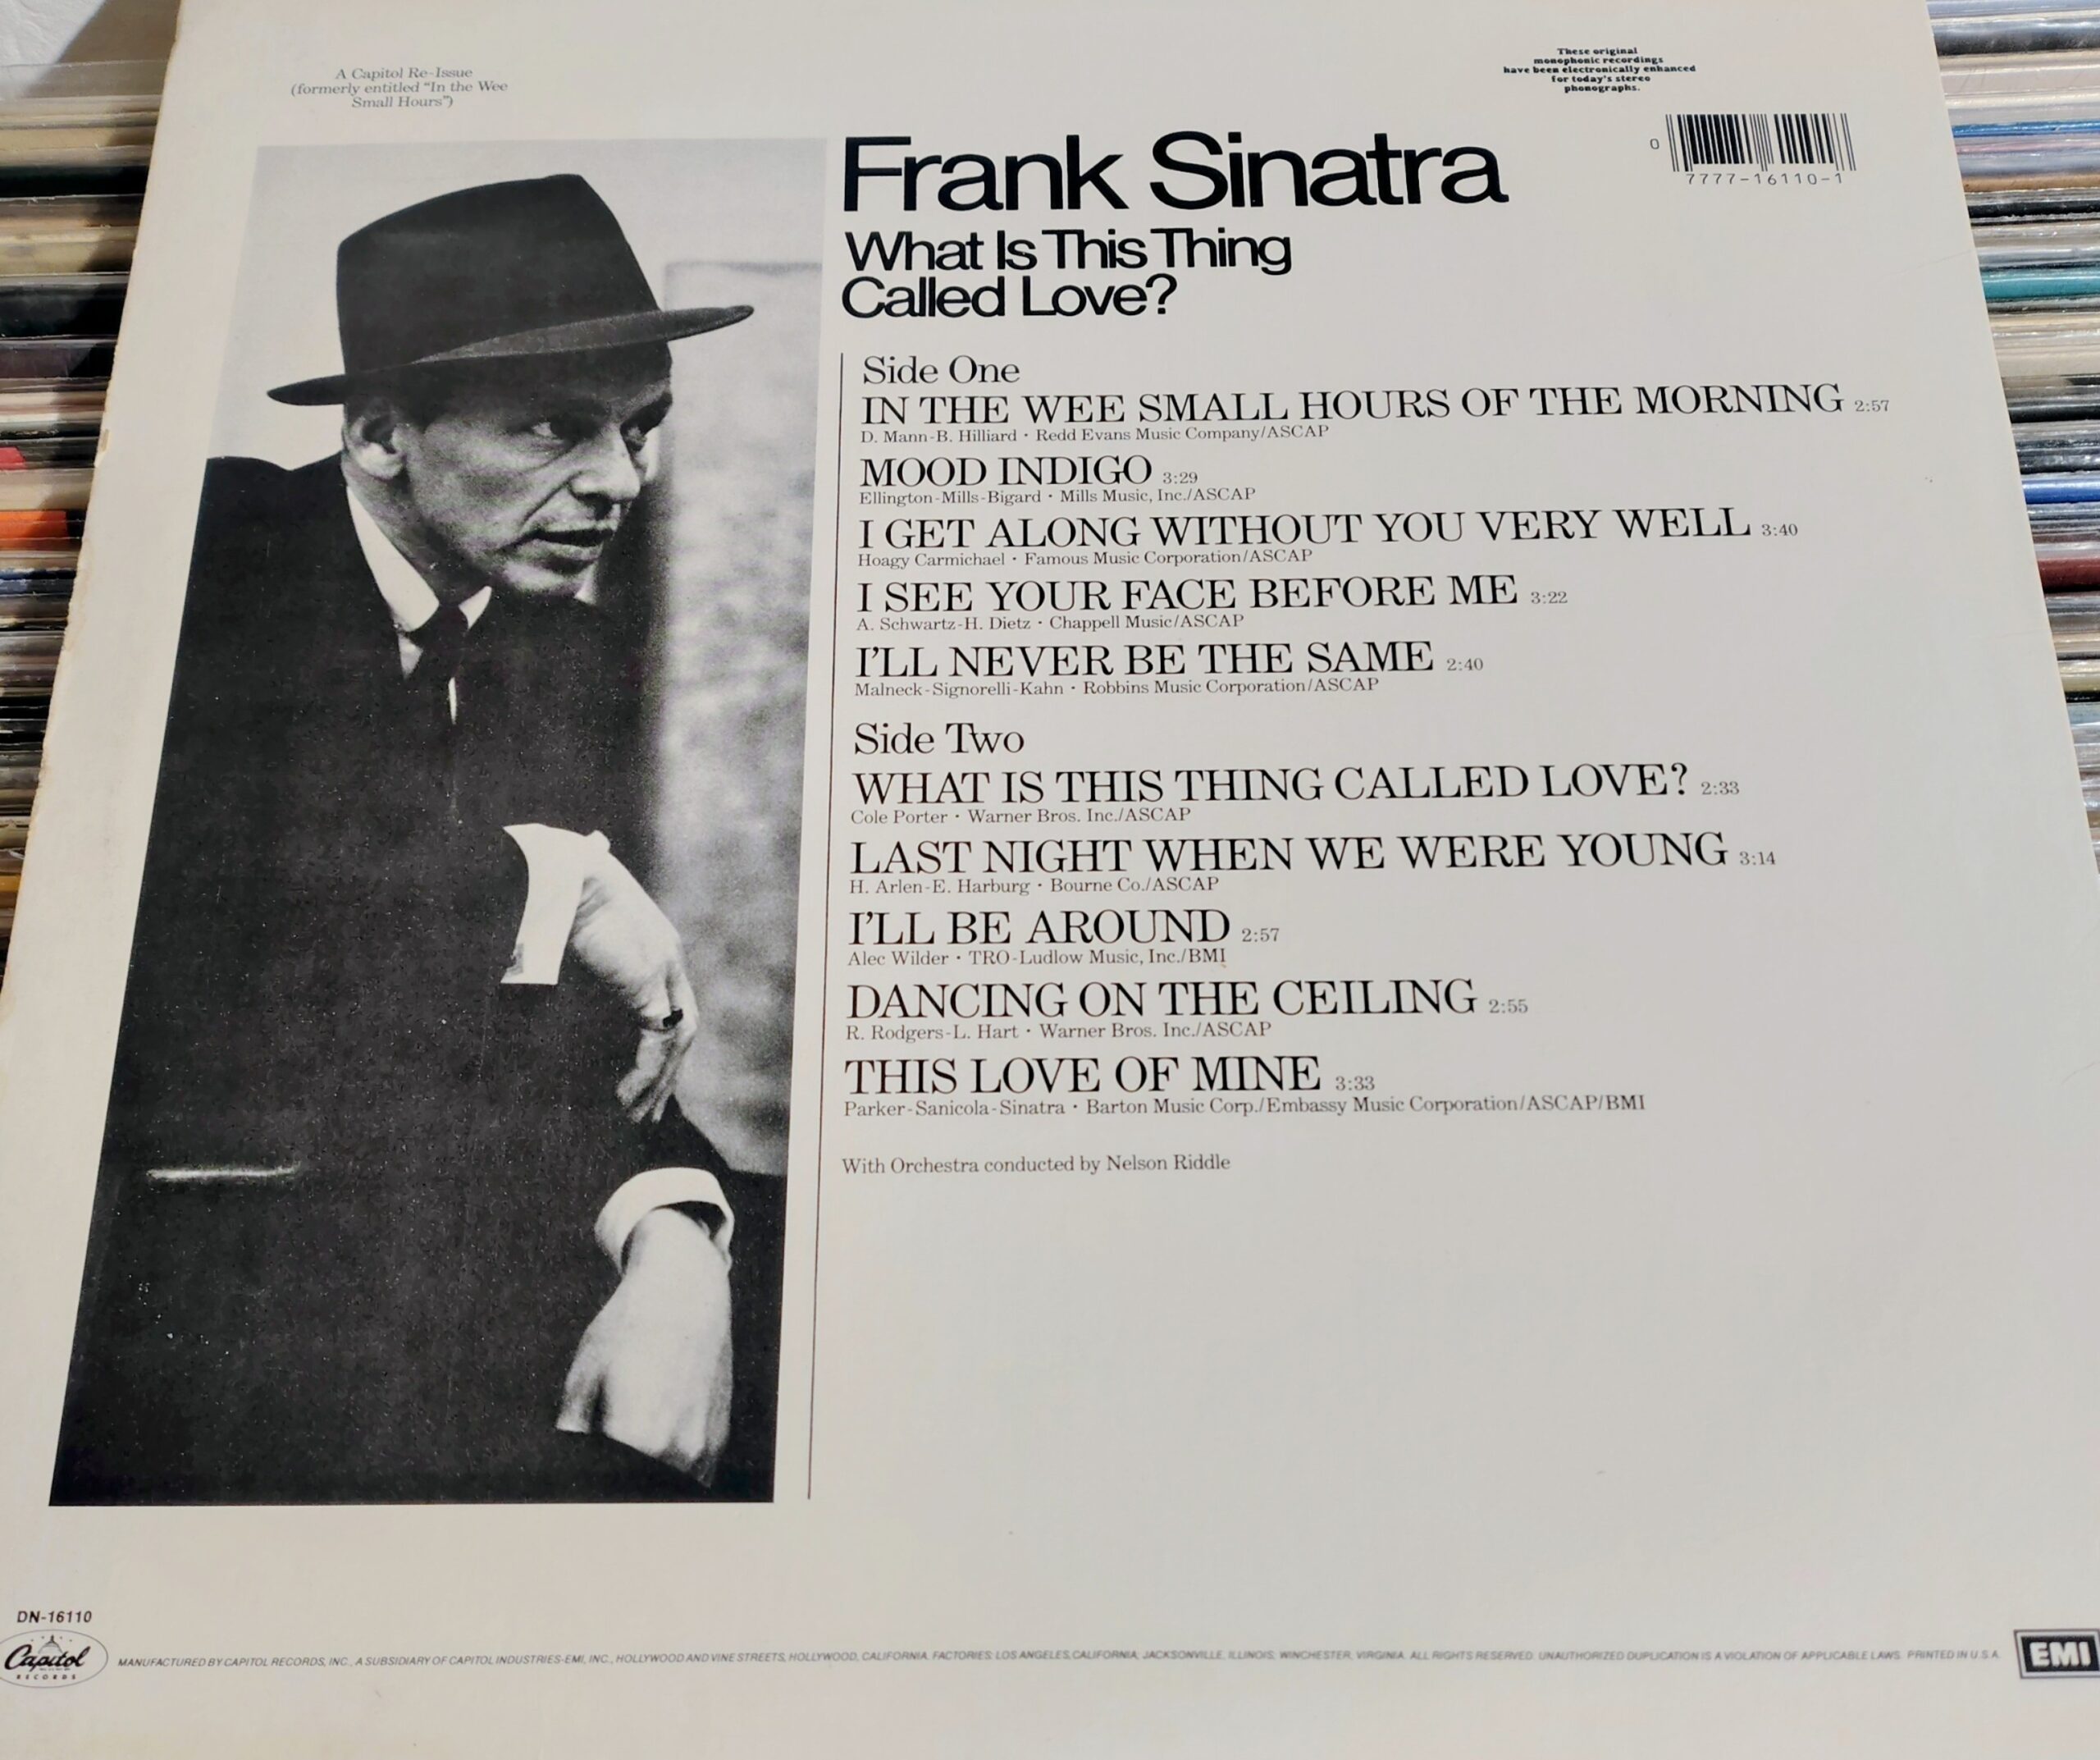 A Capitol Re-Issue
(formerly entitled "In the Wee
Small Hours")
These original
monophonic recordings
have been electronically enhanced
for today's stereo
phonographs.
0
7777-16110-1
Frank Sinatra
What Is This Thing
Called Love?
Side One
IN THE WEE SMALL HOURS OF THE MORNING 2:57
D. Mann-B. Hilliard · Redd Evans Music Company/ASCAP
MOOD INDIGO 3:29
Ellington-Mills-Bigard · Mills Music, Inc./ASCAP
I GET ALONG WITHOUT YOU VERY WELL 3:40
Hoagy Carmichael · Famous Music Corporation/ASCAP
I SEE YOUR FACE BEFORE ME 3:22
A. Schwartz-H. Dietz · Chappell Music/ASCAP
I'LL NEVER BE THE SAME 2:40
Malneck-Signorelli-Kahn · Robbins Music Corporation/ASCAP
Side Two
WHAT IS THIS THING CALLED LOVE? 2:33
Cole Porter · Warner Bros. Inc./ASCAP
LAST NIGHT WHEN WE WERE YOUNG 3:14
H. Arlen-E. Harburg · Bourne Co./ASCAP
I'LL BE AROUND 2:57
Alec Wilder · TRO-Ludlow Music, Inc./BMI
DANCING ON THE CEILING 2:55
R. Rodgers-L. Hart · Warner Bros. Inc./ASCAP
THIS LOVE OF MINE 3:33
Parker-Sanicola-Sinatra · Barton Music Corp./Embassy Music Corporation/ASCAP/BMI
With Orchestra conducted by Nelson Riddle
DN-16110
Capitol
RECORDS
MANUFACTURED BY CAPITOL RECORDS, INC., A SUBSIDIARY OF CAPITOL INDUSTRIES-EMI, INC., HOLLYWOOD AND VINE STREETS, HOLLYWOOD, CALIFORNIA. FACTORIES: LOS ANGELES, CALIFORNIA; JACKSONVILLE, ILLINOIS; WINCHESTER, VIRGINIA. ALL RIGHTS RESERVED. UNAUTHORIZED DUPLICATION IS A VIOLATION OF APPLICABLE LAWS. PRINTED IN U.S.A.
EMI